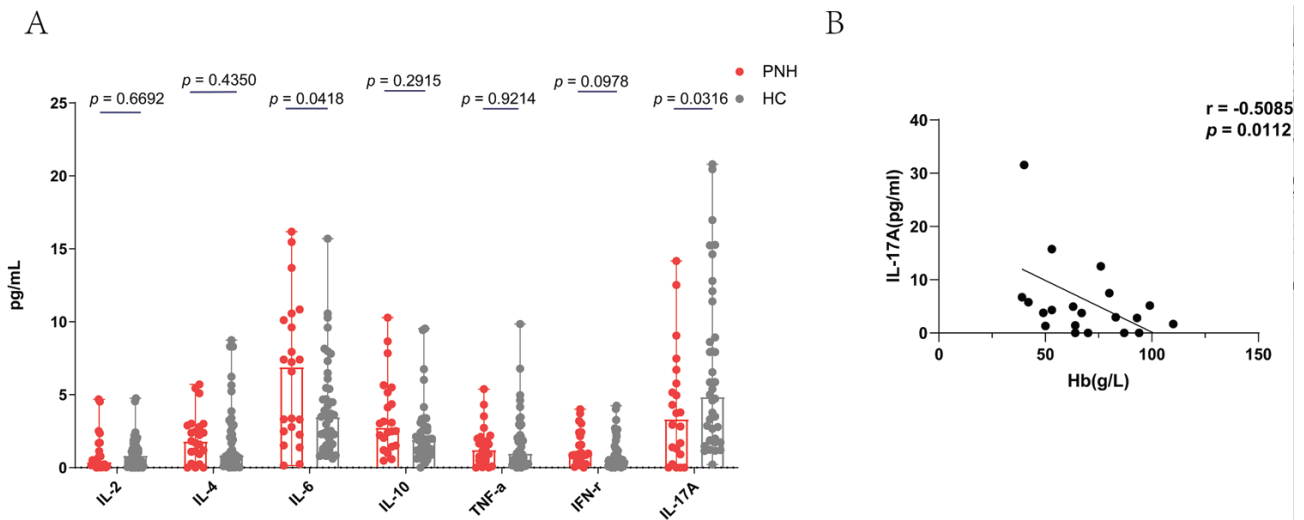 A
B
PNH
HC
p = 0.6692
p = 0.4350
p = 0.0418
p = 0.2915
p = 0.9214
p = 0.0978
p = 0.0316
pg/mL
25
20
15
10
5
0
IL-2
IL-4
IL-6
IL-10
TNF-a
IFN-r
IL-17A
r = -0.5085
p = 0.0112
IL-17A(pg/ml)
40
30
20
10
0
0
50
100
150
Hb(g/L)